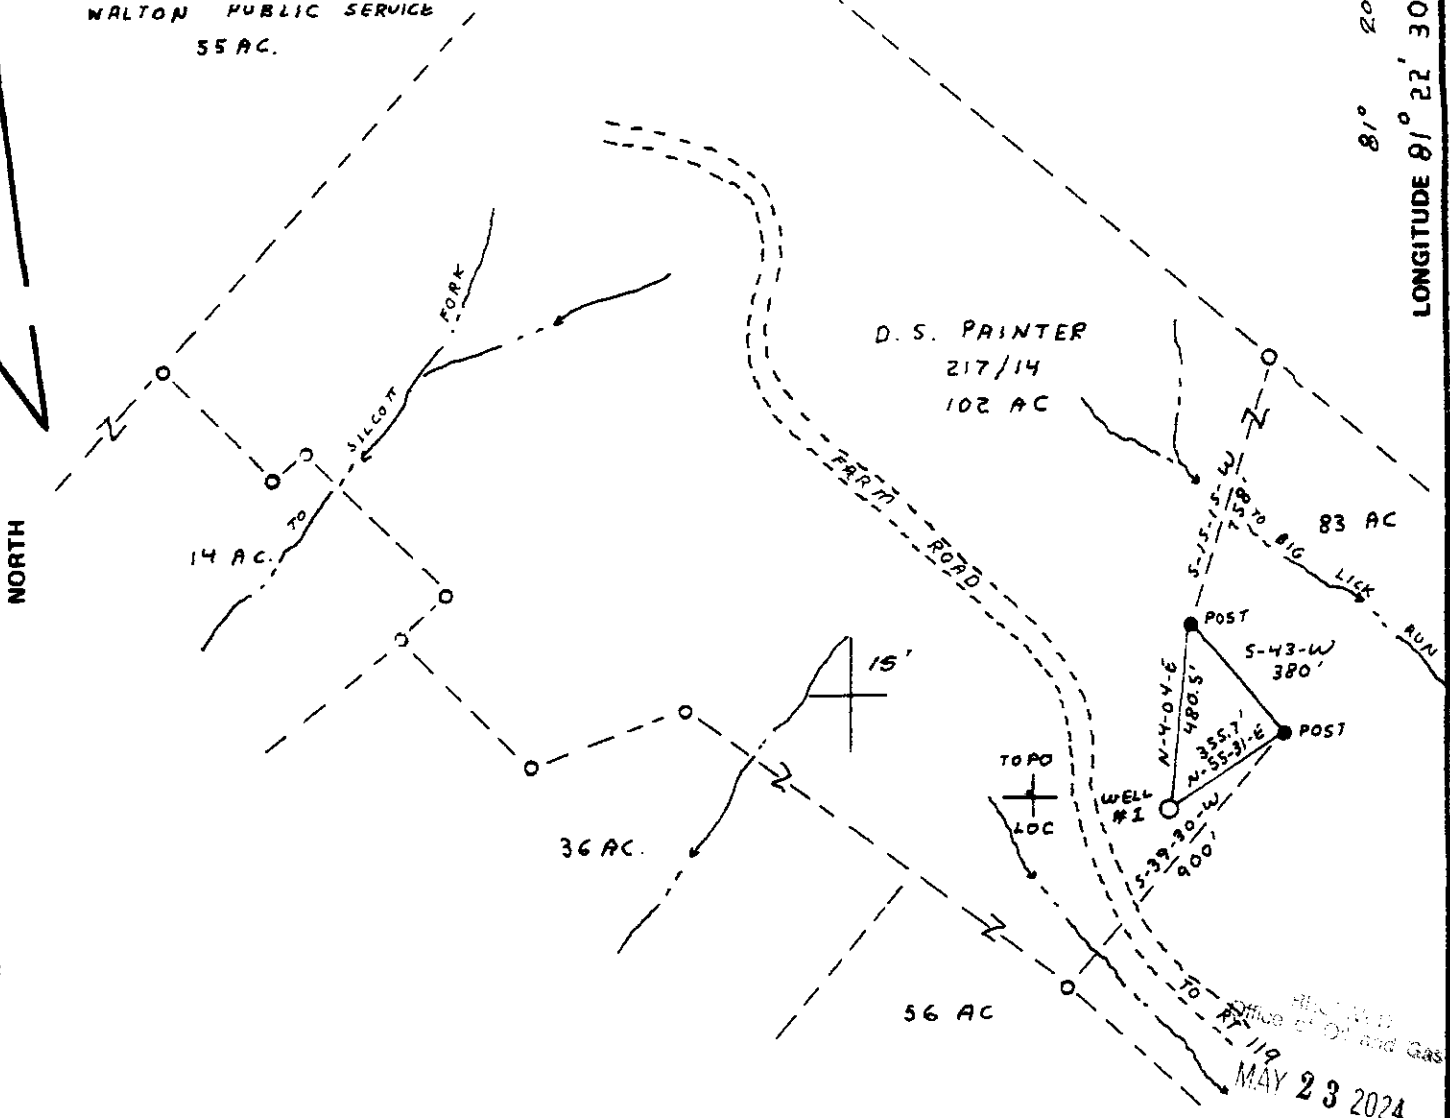 WALTON PUBLIC SERVICE
55 AC.
81° 20
LONGITUDE 81° 22' 30
NORTH
TO SILCOTT FORK
14 AC.
D. S. PAINTER
217/14
102 AC
FARM ROAD
83 AC
S-15-15-W
758'
TO BIG LICK RUN
POST
S-43-W
380'
N-4-04-E
480.5'
355.7'
N-55-31-E
POST
15'
TOPO
LOC
WELL
#1
S-39-30-W
900'
36 AC.
56 AC
TO
RT 119
Office of Oil and Gas
MAY 23 2024